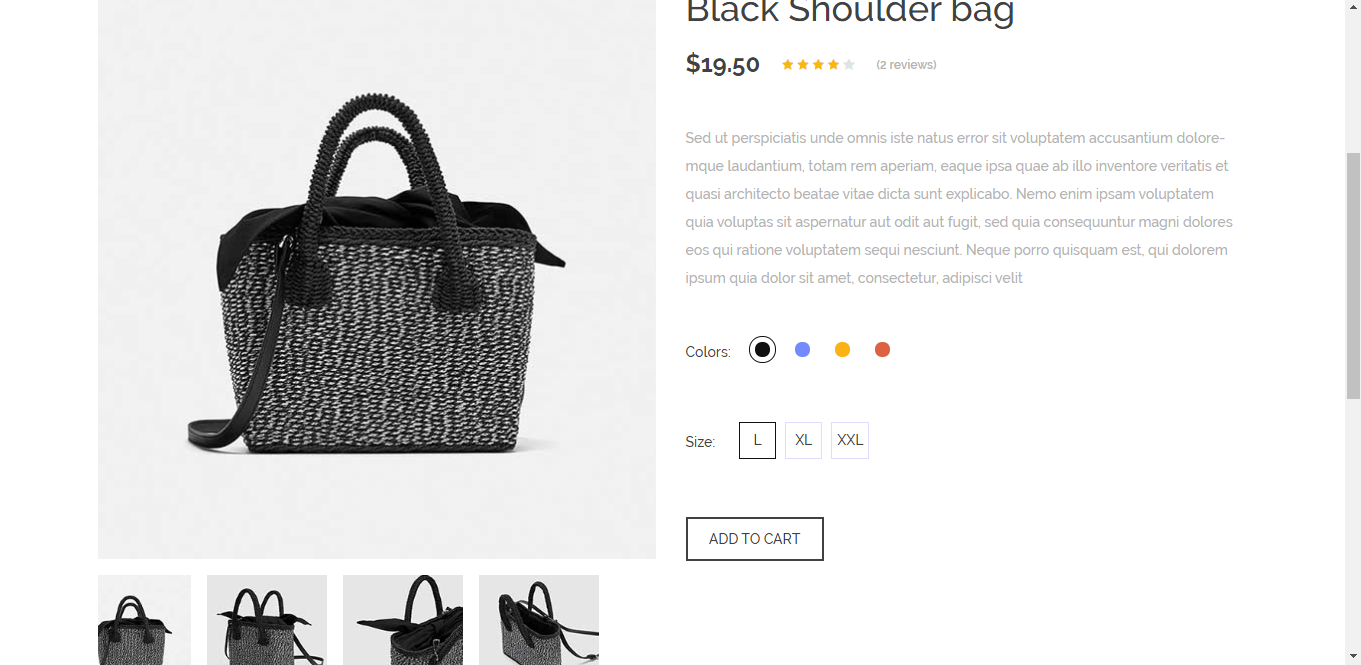 Black Shoulder bag
$19.50 (2 reviews)
Sed ut perspiciatis unde omnis iste natus error sit voluptatem accusantium dolore-
mque laudantium, totam rem aperiam, eaque ipsa quae ab illo inventore veritatis et
quasi architecto beatae vitae dicta sunt explicabo. Nemo enim ipsam voluptatem
quia voluptas sit aspernatur aut odit aut fugit, sed quia consequuntur magni dolores
eos qui ratione voluptatem sequi nesciunt. Neque porro quisquam est, qui dolorem
ipsum quia dolor sit amet, consectetur, adipisci velit
Colors:
Size: L XL XXL
ADD TO CART